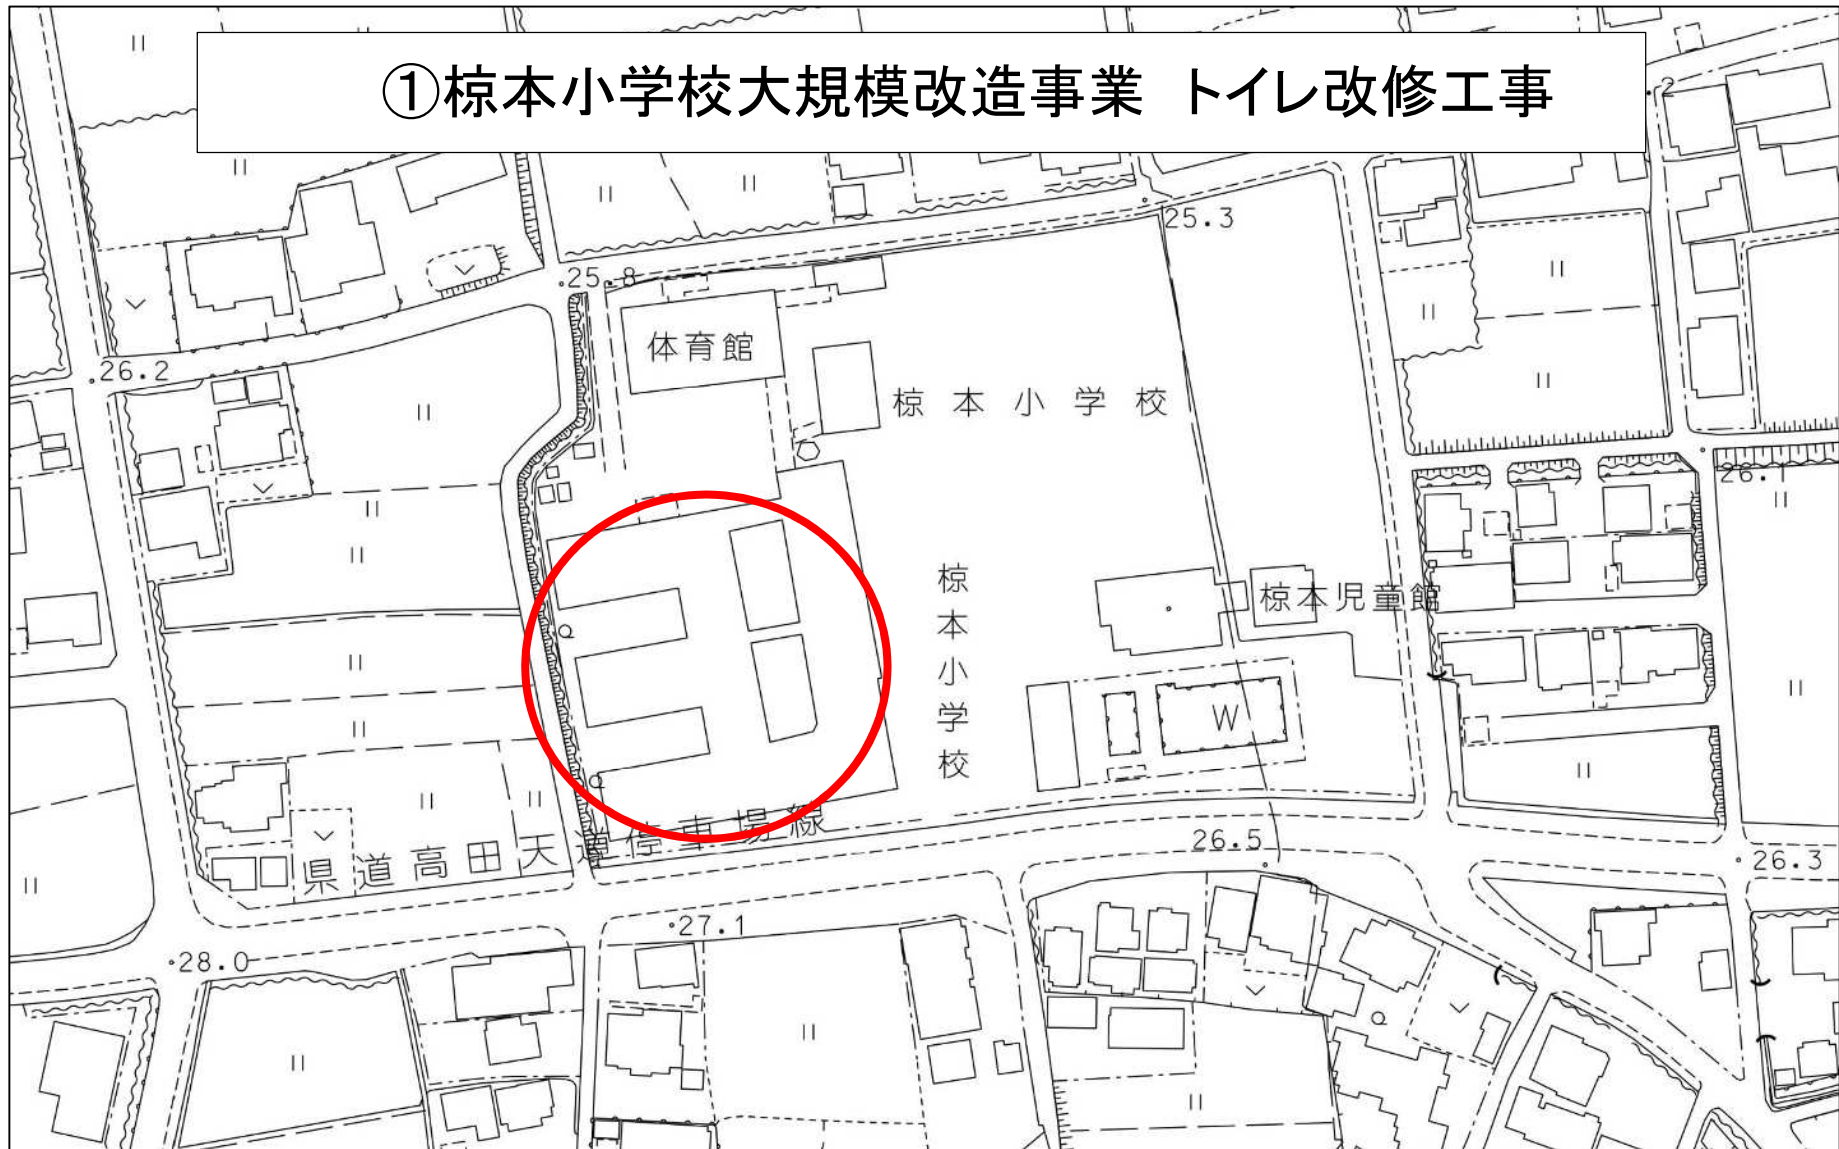 ①椋本小学校大規模改造事業 トイレ改修工事
2
25.3
25.8
体育館
26.2
椋本小学校
26.1
椋本児童館
椋本小学校
W
県道高田天道停車場線
26.5
26.3
27.1
28.0